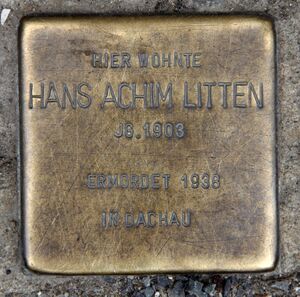 HIER WOHNTE
HANS ACHIM LITTEN
JG. 1903
ERMORDET 1938
IN DACHAU